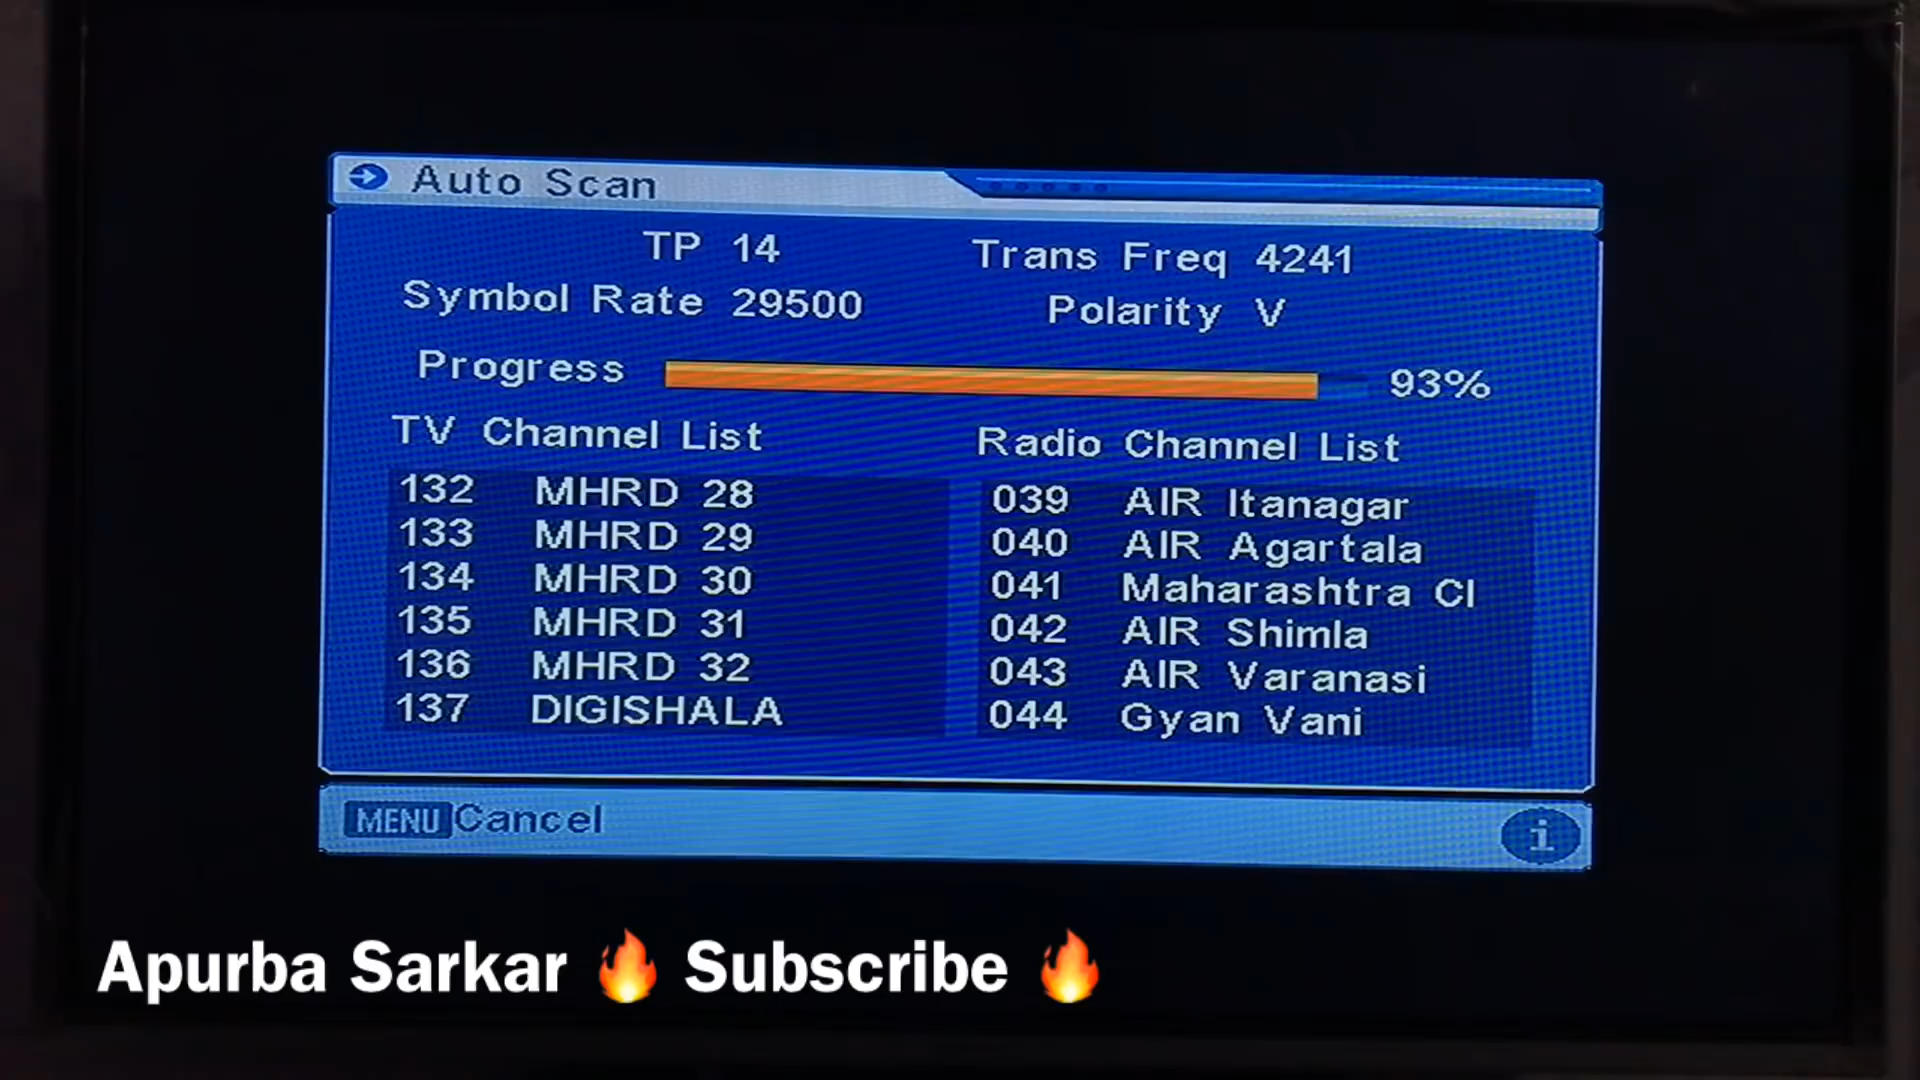 Auto Scan
TP 14 Trans Freq 4241
Symbol Rate 29500 Polarity V
Progress 93%
TV Channel List Radio Channel List
132 MHRD 28 039 AIR Itanagar
133 MHRD 29 040 AIR Agartala
134 MHRD 30 041 Maharashtra Cl
135 MHRD 31 042 AIR Shimla
136 MHRD 32 043 AIR Varanasi
137 DIGISHALA 044 Gyan Vani
MENU Cancel i
Apurba Sarkar 🔥 Subscribe 🔥